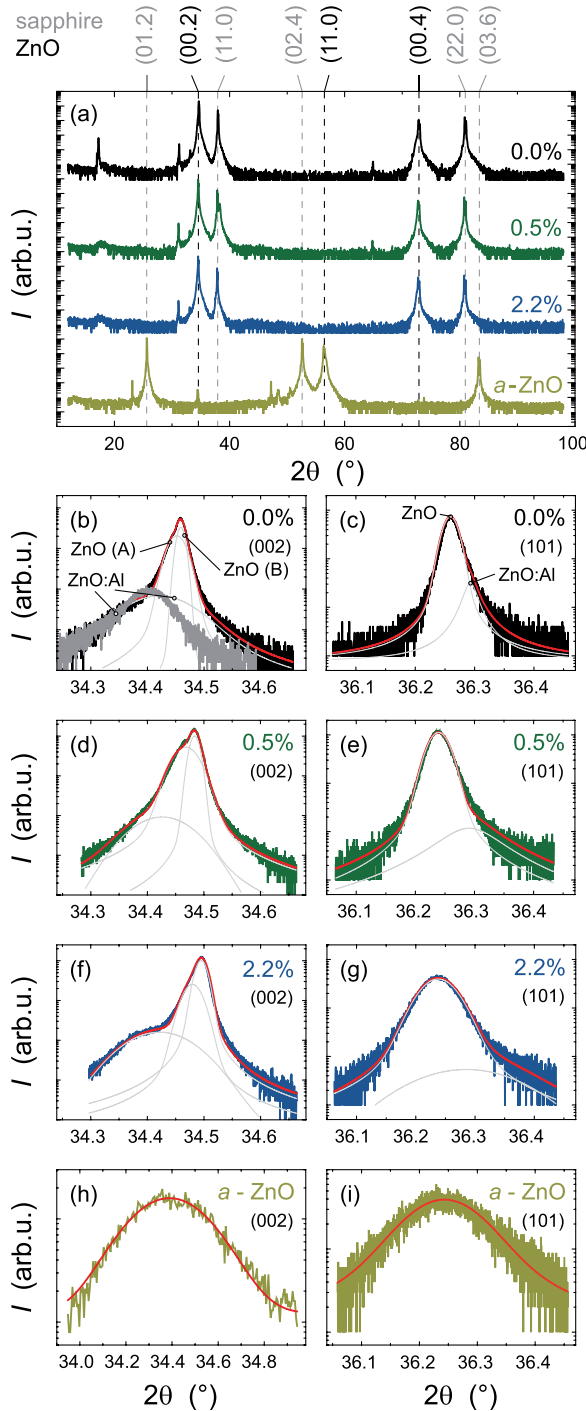 sapphire
ZnO
(01.2) (00.2) (11.0) (02.4) (11.0) (00.4) (22.0) (03.6)
(a)
0.0%
0.5%
2.2%
a-ZnO
I (arb.u.)
20 40 60 80 100
2θ (°)
(b) 0.0%
(002)
ZnO (A)
ZnO (B)
ZnO:Al
(c) 0.0%
(101)
ZnO
ZnO:Al
I (arb.u.)
34.3 34.4 34.5 34.6
36.1 36.2 36.3 36.4
(d) 0.5%
(002)
(e) 0.5%
(101)
I (arb.u.)
34.3 34.4 34.5 34.6
36.1 36.2 36.3 36.4
(f) 2.2%
(002)
(g) 2.2%
(101)
I (arb.u.)
34.3 34.4 34.5 34.6
36.1 36.2 36.3 36.4
(h) a - ZnO
(002)
(i) a - ZnO
(101)
I (arb.u.)
34.0 34.2 34.4 34.6 34.8
36.1 36.2 36.3 36.4
2θ (°) 2θ (°)